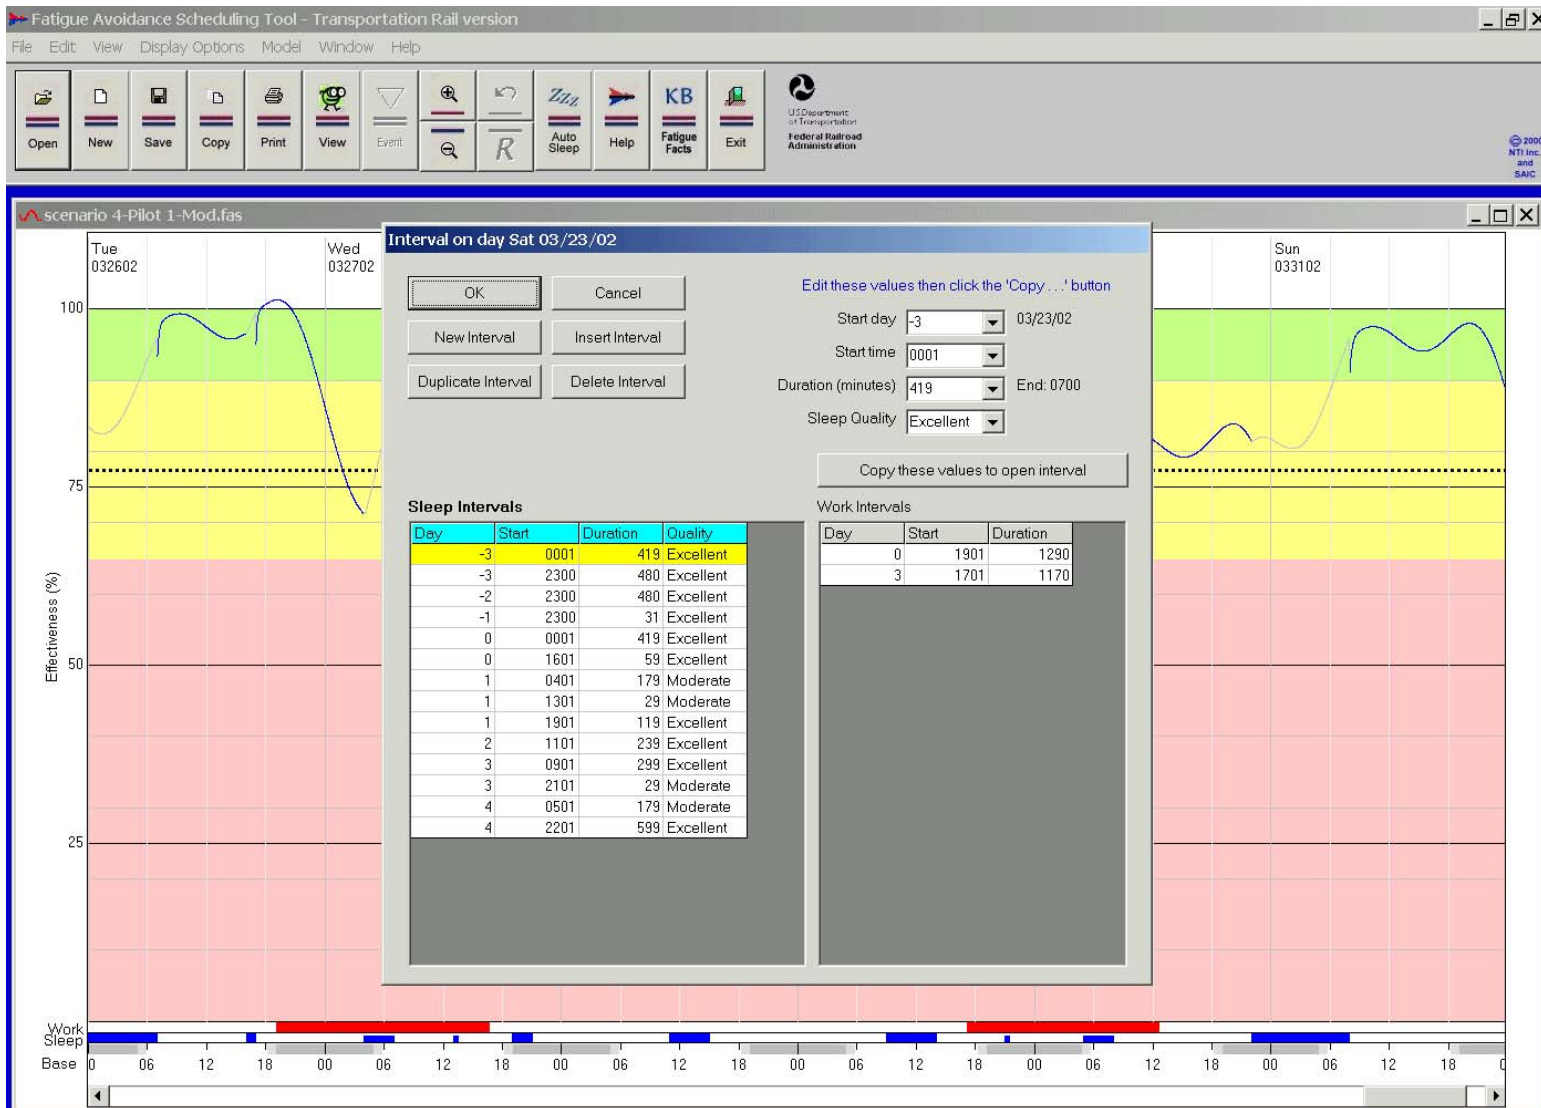 Fatigue Avoidance Scheduling Tool - Transportation Rail version
File Edit View Display Options Model Window Help
Open New Save Copy Print View Event R Zzz Auto Sleep Help KB Fatigue Facts Exit
U.S. Department
of Transportation
Federal Railroad
Administration
© 2000
NTI Inc.
and
SAIC
scenario 4-Pilot 1-Mod.fas
Tue
032602
Wed
032702
Sun
033102
Interval on day Sat 03/23/02
OK Cancel
New Interval Insert Interval
Duplicate Interval Delete Interval
Edit these values then click the 'Copy . . .' button
Start day -3 03/23/02
Start time 0001
Duration (minutes) 419 End: 0700
Sleep Quality Excellent
Copy these values to open interval
Sleep Intervals
Day Start Duration Quality
-3 0001 419 Excellent
-3 2300 480 Excellent
-2 2300 480 Excellent
-1 2300 31 Excellent
0 0001 419 Excellent
0 1601 59 Excellent
1 0401 179 Moderate
1 1301 29 Moderate
1 1901 119 Excellent
2 1101 239 Excellent
3 0901 299 Excellent
3 2101 29 Moderate
4 0501 179 Moderate
4 2201 599 Excellent
Work Intervals
Day Start Duration
0 1901 1290
3 1701 1170
100
75
50
25
Effectiveness (%)
Work
Sleep
Base 0 06 12 18 00 06 12 18 00 06 12 18 00 06 12 18 00 06 12 18 00 06 12 18 0